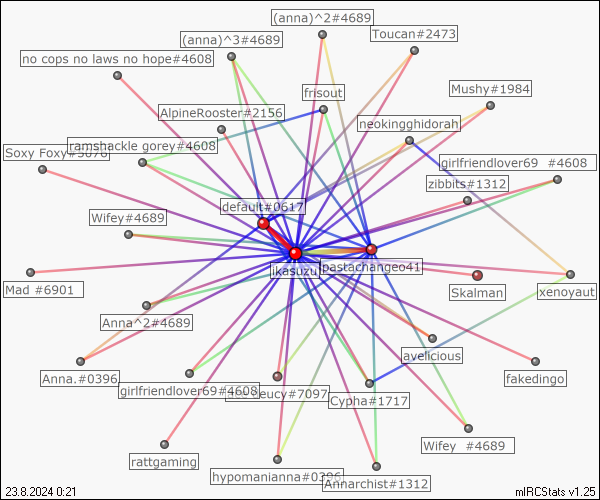 (anna)^2#4689
Toucan#2473
(anna)^3#4689
no cops no laws no hope#4608
Mushy#1984
frisout
AlpineRooster#2156
neokingghidorah
ramshackle gorey#4608
Soxy Foxy#5078
girlfriendlover69 #4608
zibbits#1312
default#0617
Wifey#4689
ikasuzu
pastachangeo41
Mad #6901
Skalman
xenoyaut
Anna^2#4689
avelicious
Anna.#0396
fakedingo
girlfriendlover69#4608
leucy#7097
Cypha#1717
Wifey #4689
rattgaming
hypomanianna#0396
Annarchist#1312
23.8.2024 0:21
mIRCStats v1.25